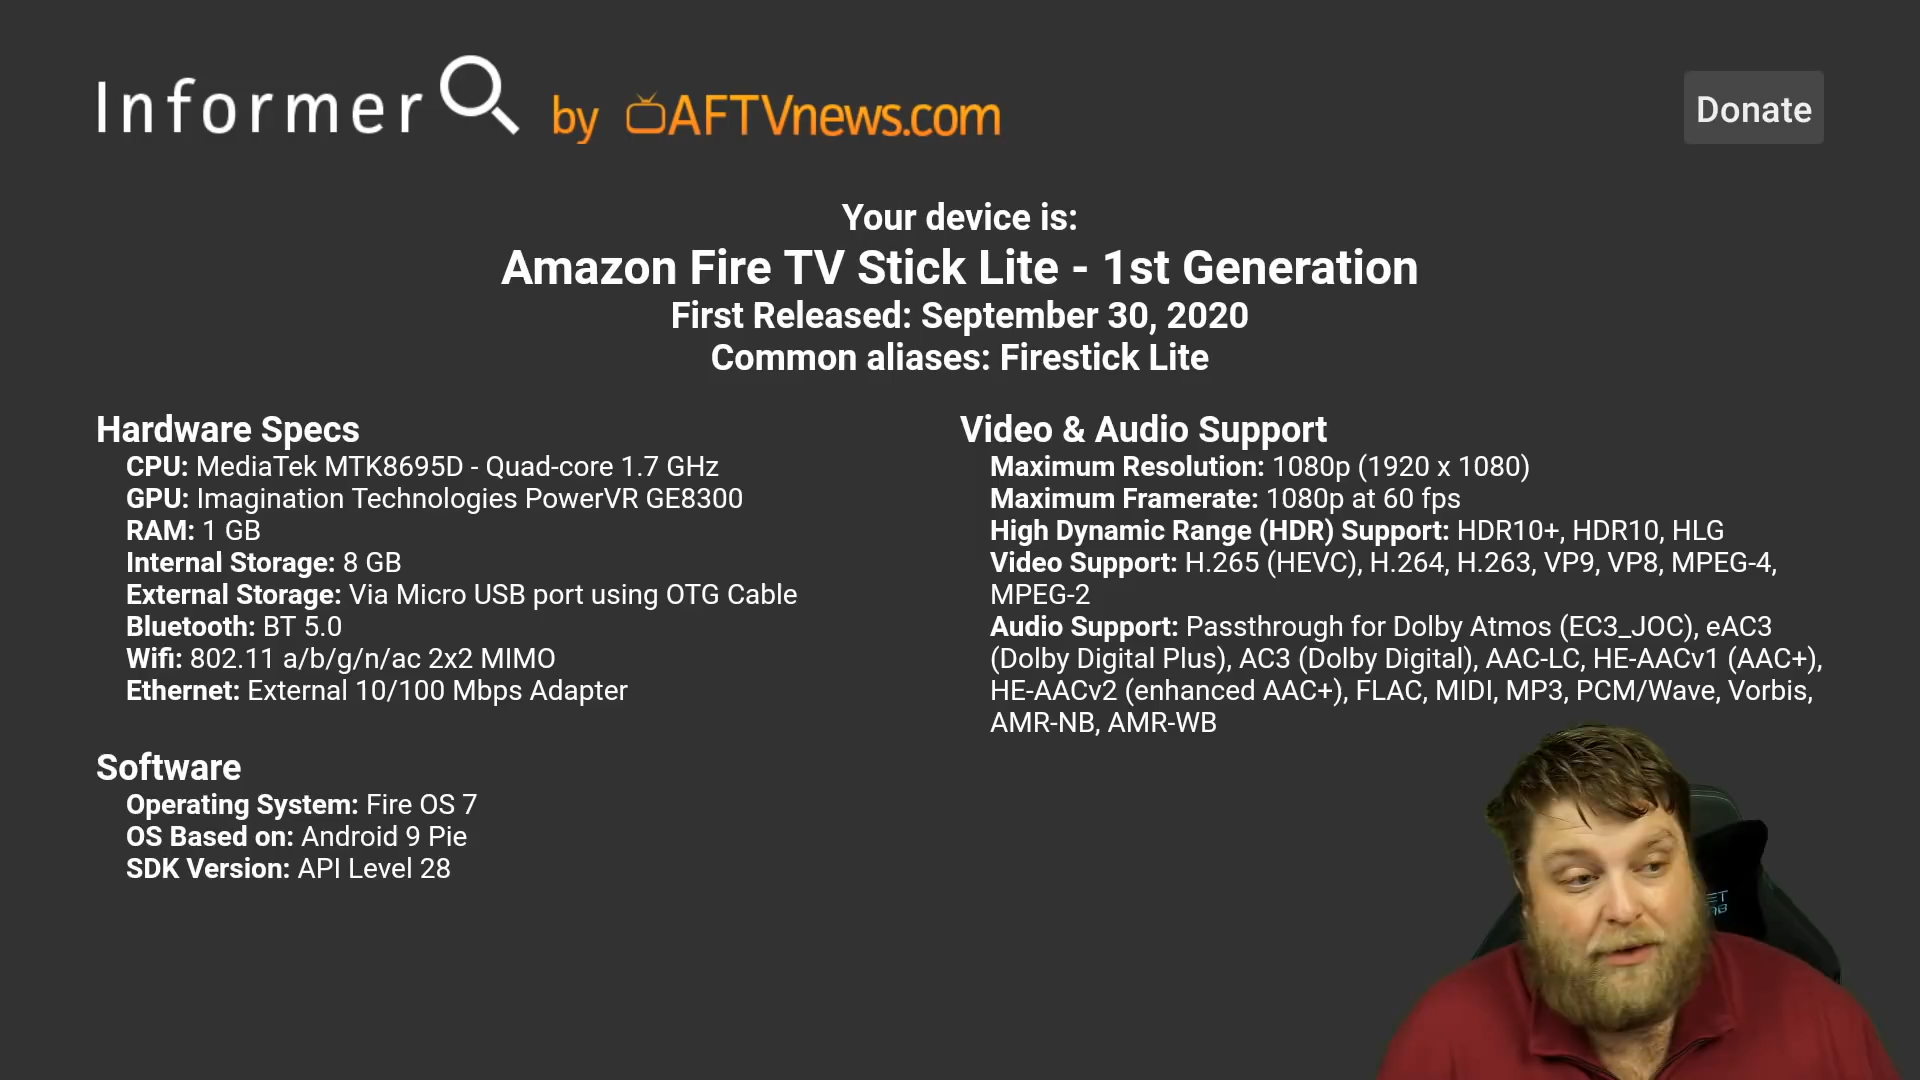 Informer by AFTVnews.com
Donate
Your device is:
Amazon Fire TV Stick Lite - 1st Generation
First Released: September 30, 2020
Common aliases: Firestick Lite
Hardware Specs
CPU: MediaTek MTK8695D - Quad-core 1.7 GHz
GPU: Imagination Technologies PowerVR GE8300
RAM: 1 GB
Internal Storage: 8 GB
External Storage: Via Micro USB port using OTG Cable
Bluetooth: BT 5.0
Wifi: 802.11 a/b/g/n/ac 2x2 MIMO
Ethernet: External 10/100 Mbps Adapter
Software
Operating System: Fire OS 7
OS Based on: Android 9 Pie
SDK Version: API Level 28
Video & Audio Support
Maximum Resolution: 1080p (1920 x 1080)
Maximum Framerate: 1080p at 60 fps
High Dynamic Range (HDR) Support: HDR10+, HDR10, HLG
Video Support: H.265 (HEVC), H.264, H.263, VP9, VP8, MPEG-4,
MPEG-2
Audio Support: Passthrough for Dolby Atmos (EC3_JOC), eAC3
(Dolby Digital Plus), AC3 (Dolby Digital), AAC-LC, HE-AACv1 (AAC+),
HE-AACv2 (enhanced AAC+), FLAC, MIDI, MP3, PCM/Wave, Vorbis,
AMR-NB, AMR-WB